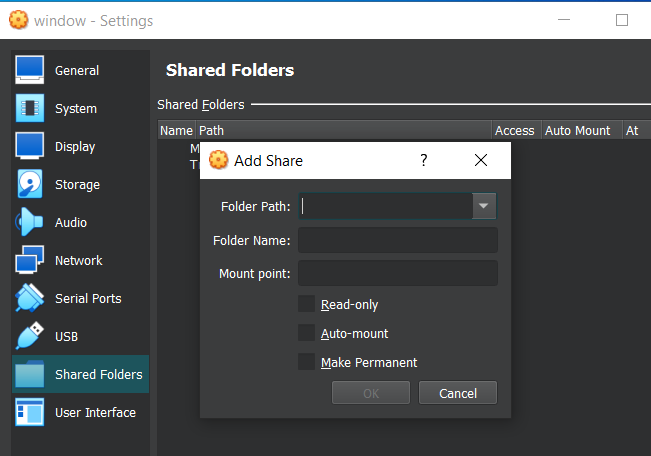 window - Settings
General
System
Display
Storage
Audio
Network
Serial Ports
USB
Shared Folders
User Interface
Shared Folders
Shared Folders
Name Path Access Auto Mount At
Add Share ?
Folder Path:
Folder Name:
Mount point:
Read-only
Auto-mount
Make Permanent
OK Cancel